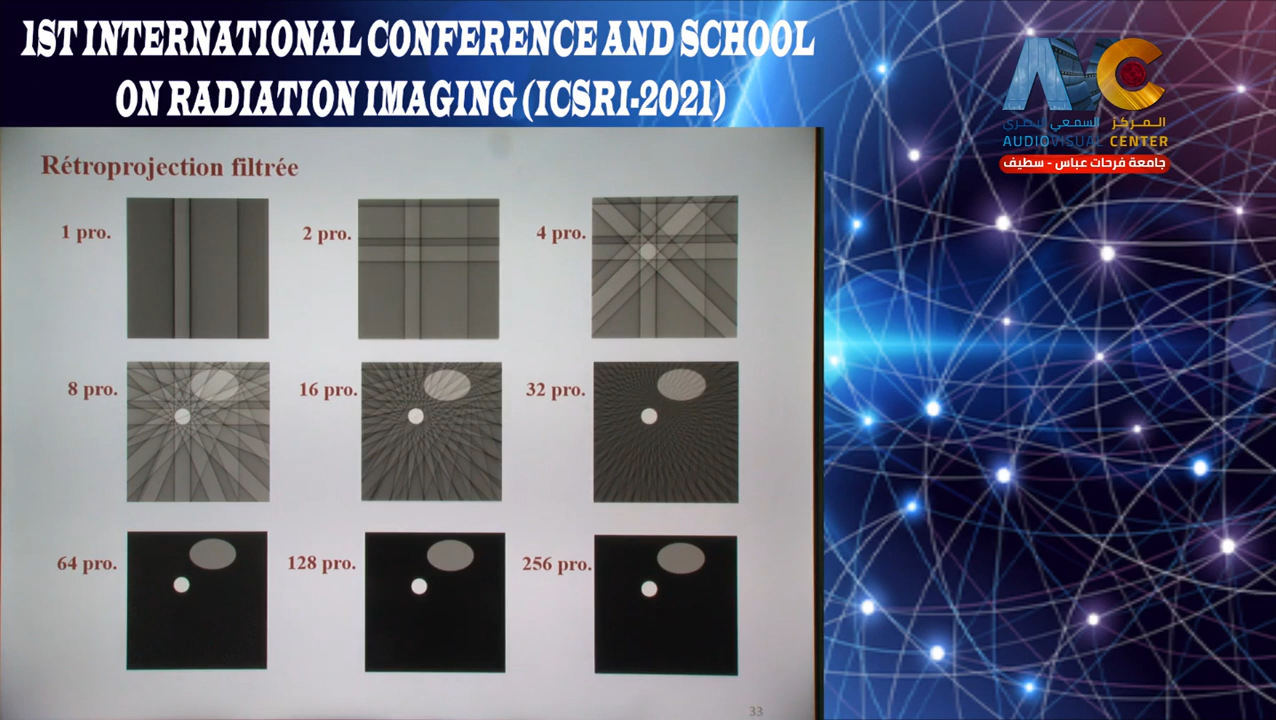 1ST INTERNATIONAL CONFERENCE AND SCHOOL
ON RADIATION IMAGING (ICSRI-2021)
المركز السمعي البصري
AUDIOVISUAL CENTER
جامعة فرحات عباس - سطيف
Rétroprojection filtrée
1 pro.
2 pro.
4 pro.
8 pro.
16 pro.
32 pro.
64 pro.
128 pro.
256 pro.
33